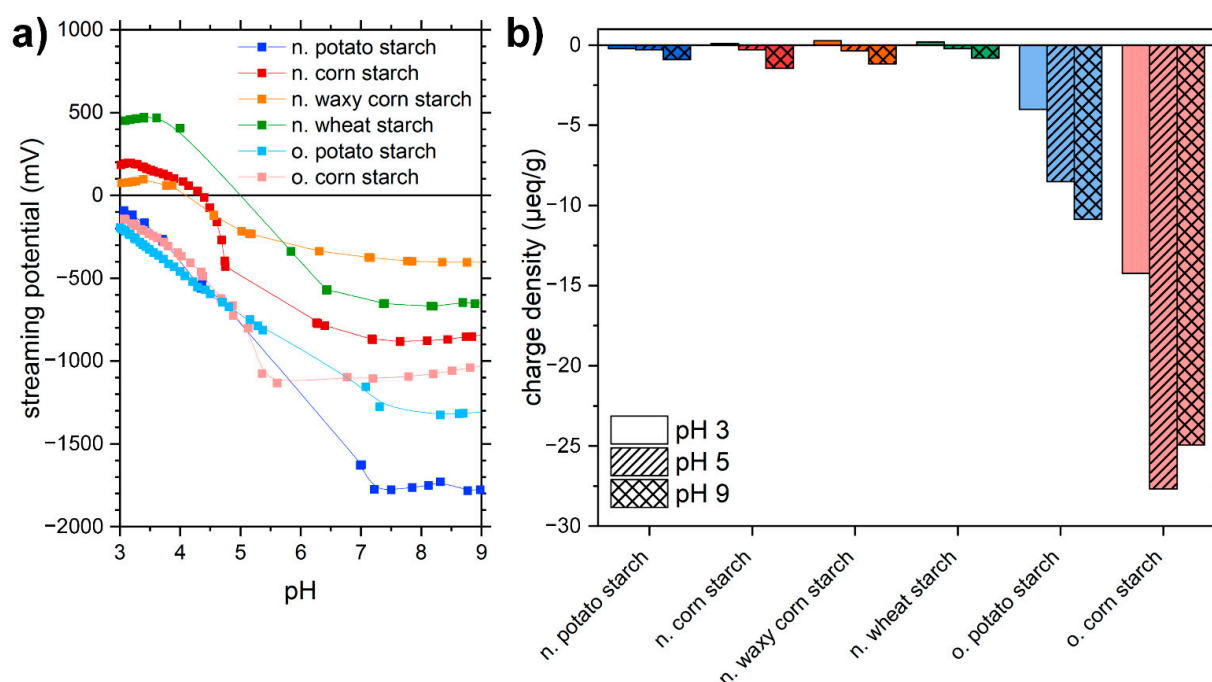 a)
streaming potential (mV)
1000
500
0
−500
−1000
−1500
−2000
n. potato starch
n. corn starch
n. waxy corn starch
n. wheat starch
o. potato starch
o. corn starch
3 4 5 6 7 8 9
pH
b)
charge density (µeq/g)
0
−5
−10
−15
−20
−25
−30
pH 3
pH 5
pH 9
n. potato starch
n. corn starch
n. waxy corn starch
n. wheat starch
o. potato starch
o. corn starch